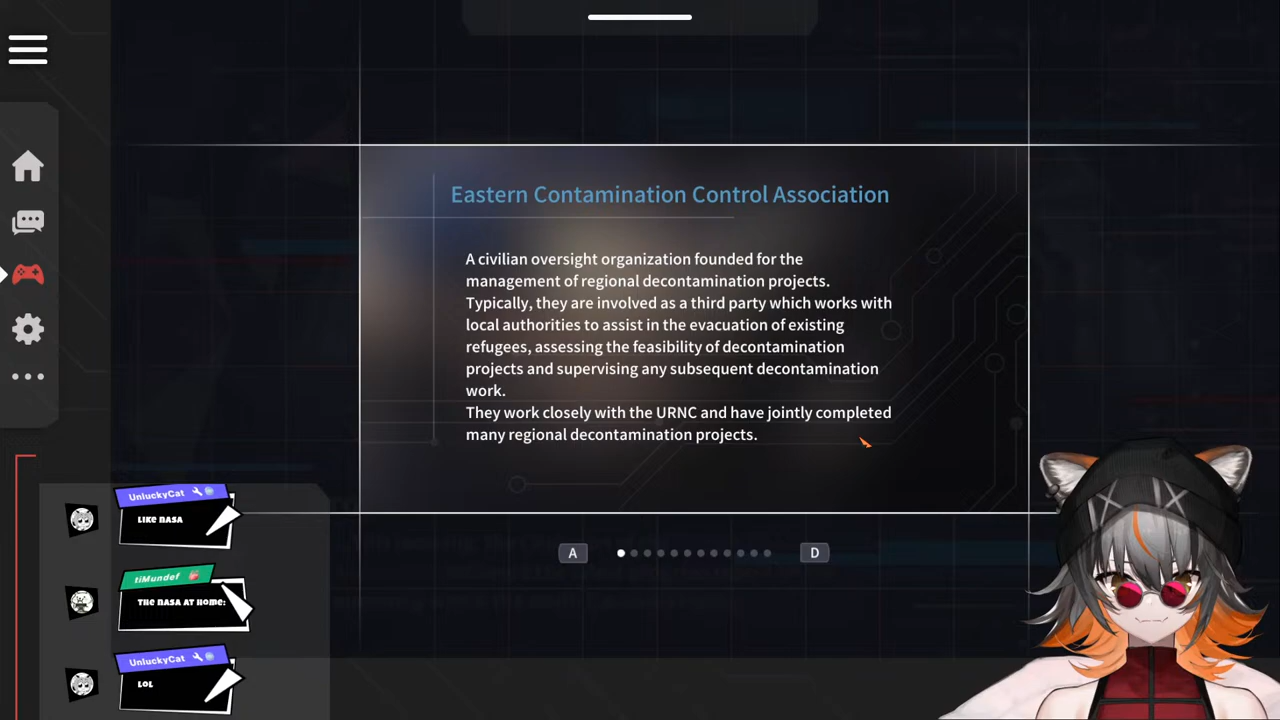 Eastern Contamination Control Association
A civilian oversight organization founded for the
management of regional decontamination projects.
Typically, they are involved as a third party which works with
local authorities to assist in the evacuation of existing
refugees, assessing the feasibility of decontamination
projects and supervising any subsequent decontamination
work.
They work closely with the URNC and have jointly completed
many regional decontamination projects.
A
D
UnluckyCat
LIKE NASA
tiMundef
THE NASA AT HOME:
UnluckyCat
LOL